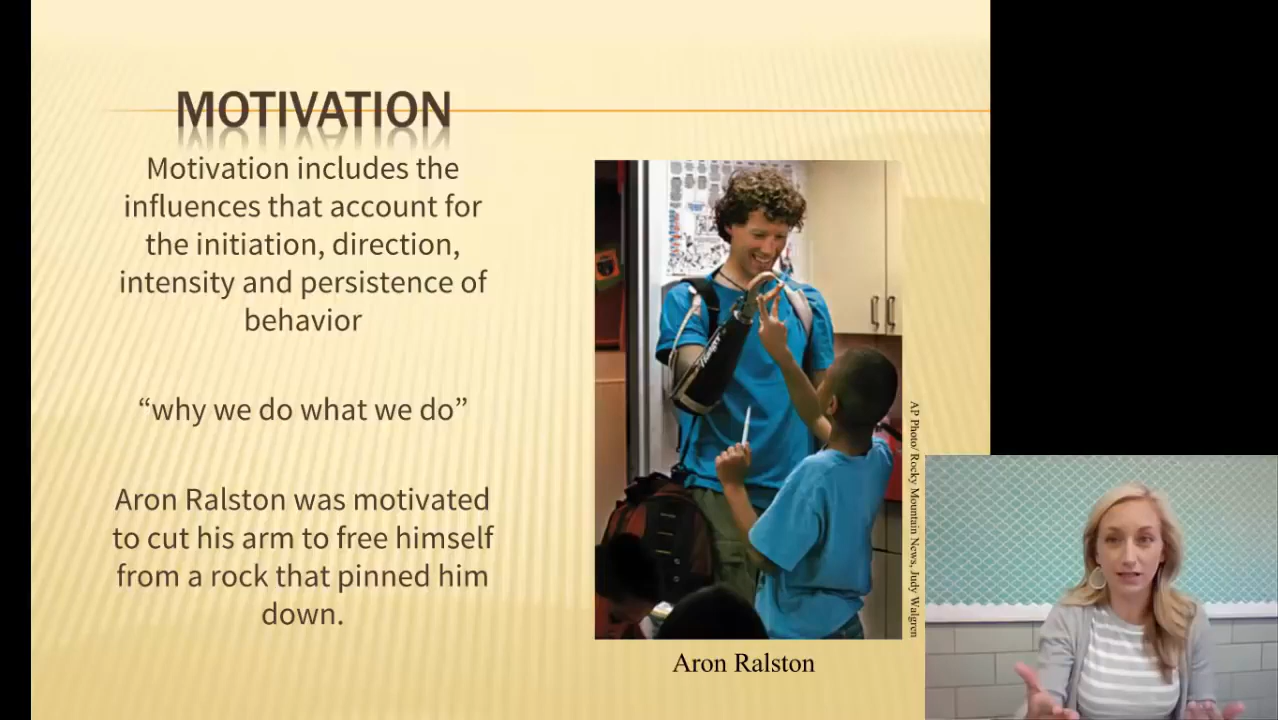 MOTIVATION
Motivation includes the
influences that account for
the initiation, direction,
intensity and persistence of
behavior
“why we do what we do”
Aron Ralston was motivated
to cut his arm to free himself
from a rock that pinned him
down.
AP Photo/ Rocky Mountain News, Judy Walgren
Aron Ralston